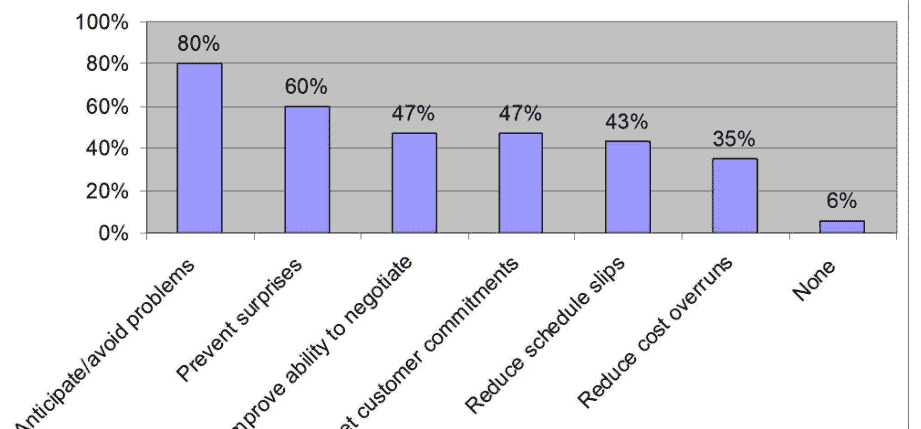 100%
80%
60%
40%
20%
0%
80%
60%
47%
47%
43%
35%
6%
Anticipate/avoid problems
Prevent surprises
ability to negotiate
customer commitments
Reduce schedule slips
Reduce cost overruns
None